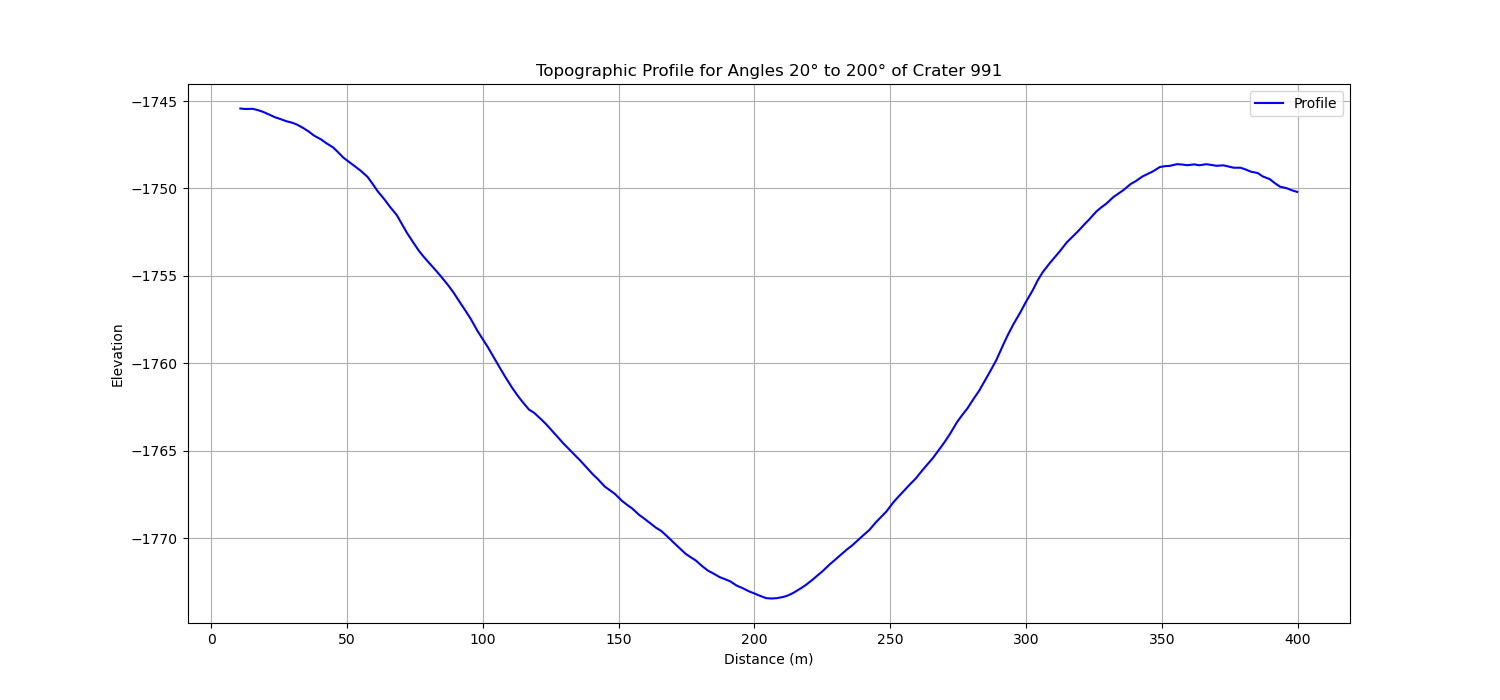 Topographic Profile for Angles 20° to 200° of Crater 991
Profile
−1745
−1750
−1755
−1760
−1765
−1770
Elevation
0 50 100 150 200 250 300 350 400
Distance (m)